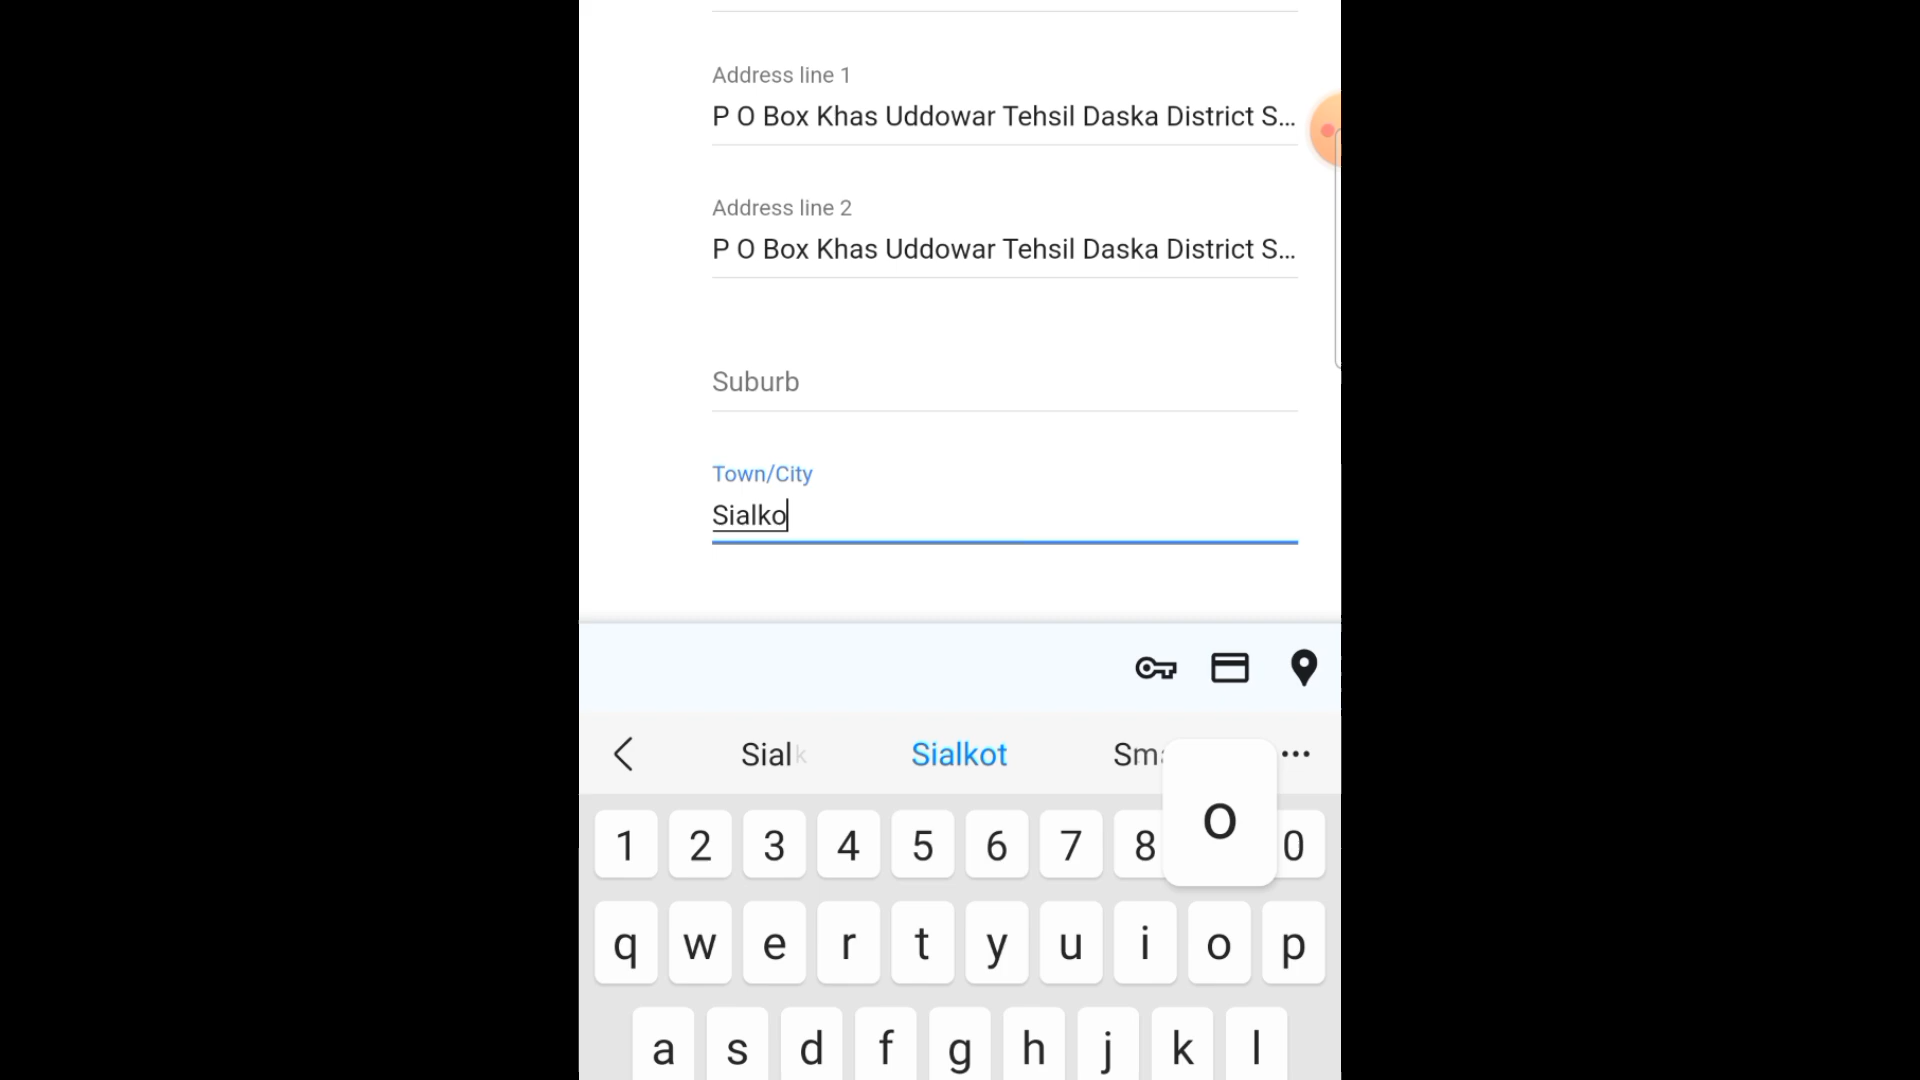 Address line 1
P O Box Khas Uddowar Tehsil Daska District S...
Address line 2
P O Box Khas Uddowar Tehsil Daska District S...
Suburb
Town/City
Sialko
Sialk Sialkot
1 2 3 4 5 6 7 8 o 0
q w e r t y u i o p
a s d f g h j k l